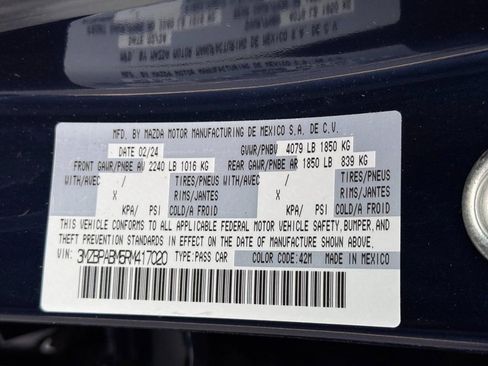 MFD. BY MAZDA MOTOR MANUFACTURING DE MEXICO S.A. DE C.V.
DATE 02/24 GVWR/PNBV 4079 LB 1850 KG
FRONT GAWR/PNBE AV 2240 LB 1016 KG REAR GAWR/PNBE AR 1850 LB 839 KG
WITH/AVEC / TIRES/PNEUS WITH/AVEC / TIRES/PNEUS
X RIMS/JANTES X RIMS/JANTES
KPA/ PSI COLD/A FROID KPA/ PSI COLD/A FROID
THIS VEHICLE CONFORMS TO ALL APPLICABLE FEDERAL MOTOR VEHICLE SAFETY, BUMPER,
AND THEFT PREVENTION STANDARDS IN EFFECT ON THE DATE OF MANUFACTURE SHOWN ABOVE.
VIN: 3MZBPABM5RM417020 TYPE: PASS CAR COLOR CODE: 42M MADE IN MEXICO